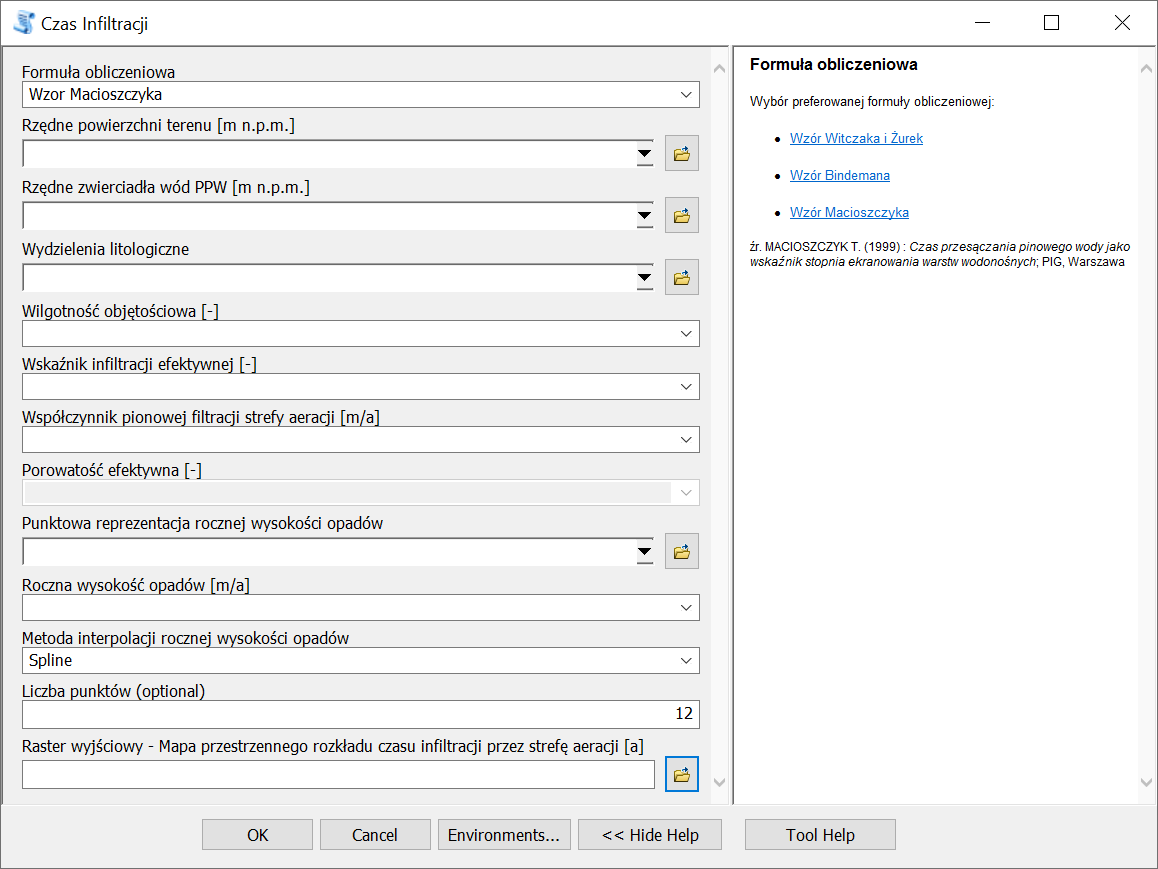 Czas Infiltracji
Formuła obliczeniowa
Wzor Macioszczyka
Rzędne powierzchni terenu [m n.p.m.]
Rzędne zwierciadła wód PPW [m n.p.m.]
Wydzielenia litologiczne
Wilgotność objętościowa [-]
Wskaźnik infiltracji efektywnej [-]
Współczynnik pionowej filtracji strefy aeracji [m/a]
Porowatość efektywna [-]
Punktowa reprezentacja rocznej wysokości opadów
Roczna wysokość opadów [m/a]
Metoda interpolacji rocznej wysokości opadów
Spline
Liczba punktów (optional)
12
Raster wyjściowy - Mapa przestrzennego rozkładu czasu infiltracji przez strefę aeracji [a]
Formuła obliczeniowa
Wybór preferowanej formuły obliczeniowej:
• Wzór Witczaka i Żurek
• Wzór Bindemana
• Wzór Macioszczyka
źr. MACIOSZCZYK T. (1999) : Czas przesączania pinowego wody jako
wskaźnik stopnia ekranowania warstw wodonośnych; PIG, Warszawa
OK
Cancel
Environments...
<< Hide Help
Tool Help